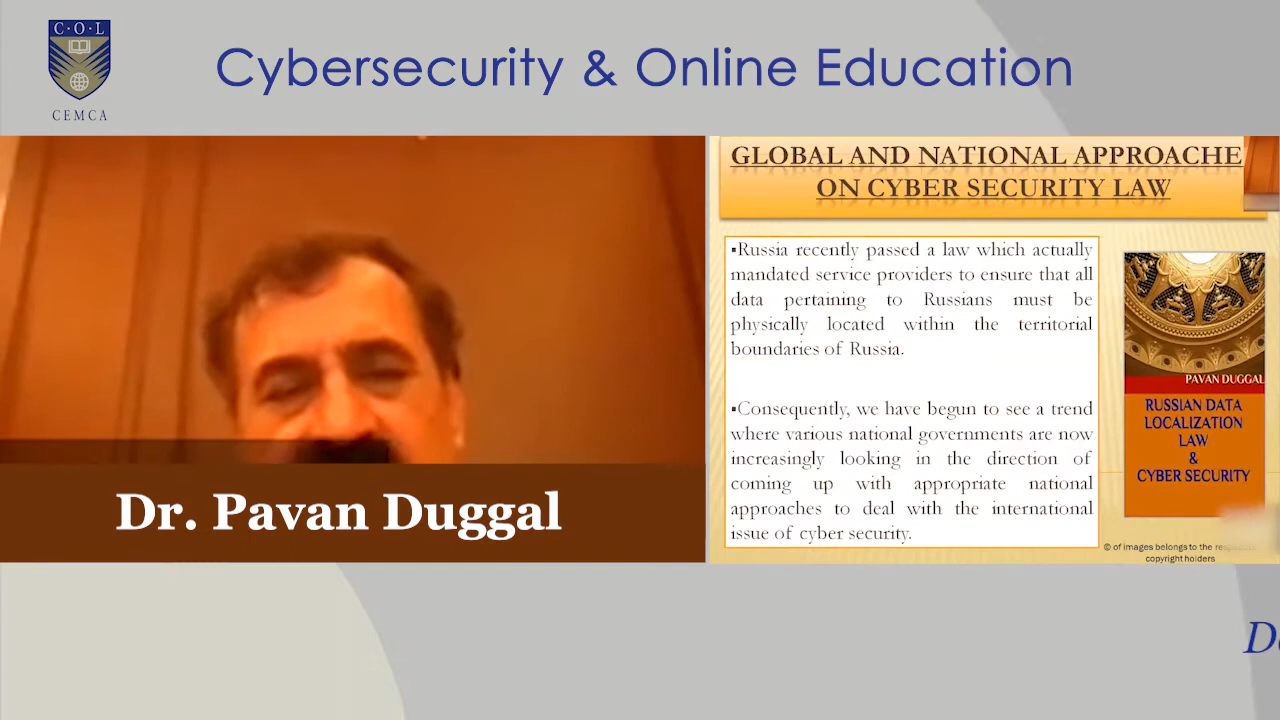 C·O·L
CEMCA
Cybersecurity & Online Education
Dr. Pavan Duggal
GLOBAL AND NATIONAL APPROACHE
ON CYBER SECURITY LAW
▪Russia recently passed a law which actually
mandated service providers to ensure that all
data pertaining to Russians must be
physically located within the territorial
boundaries of Russia.
▪Consequently, we have begun to see a trend
where various national governments are now
increasingly looking in the direction of
coming up with appropriate national
approaches to deal with the international
issue of cyber security.
PAVAN DUGGAL
RUSSIAN DATA
LOCALIZATION
LAW
&
CYBER SECURITY
© of images belongs to the
copyright holders